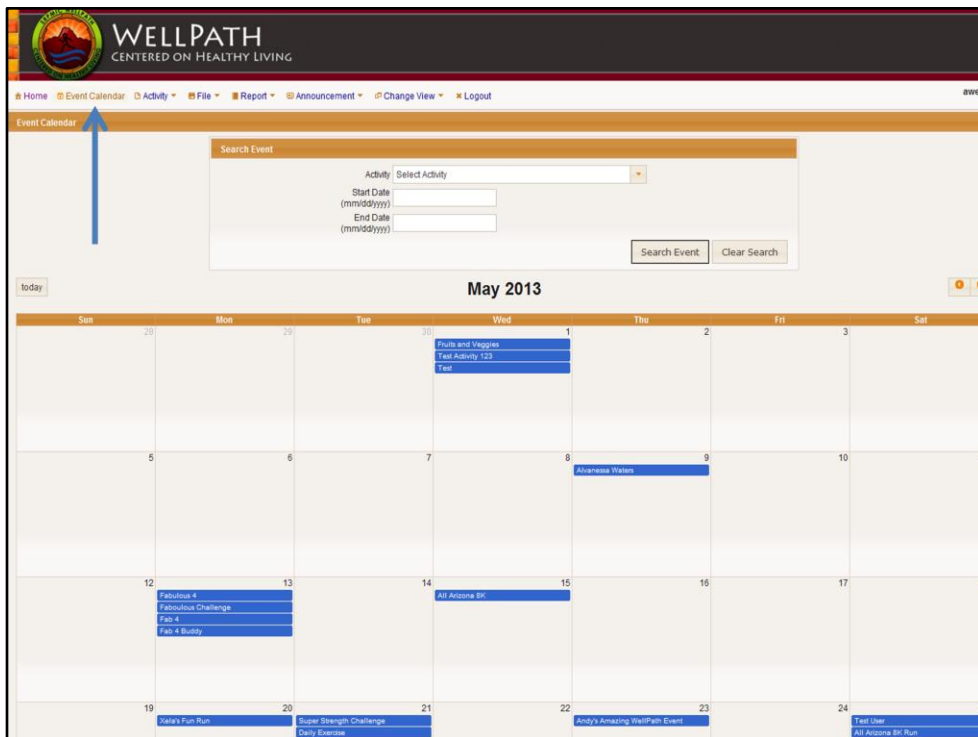 WELLPATH
CENTERED ON HEALTHY LIVING
Home Event Calendar Activity File Report Announcement Change View Logout
Event Calendar
Search Event
Activity Select Activity
Start Date
(mm/dd/yyyy)
End Date
(mm/dd/yyyy)
Search Event Clear Search
today May 2013
Sun Mon Tue Wed Thu Fri Sat
28 29 30 1 2 3
Fruits and Veggies
Test Activity 123
Test
5 6 7 8 9 10
Alvanessa Waters
12 13 14 15 16 17
Fabulous 4 All Arizona 8K
Faboulous Challenge
Fab 4
Fab 4 Buddy
19 20 21 22 23 24
Xaila's Fun Run Super Strength Challenge Andy's Amazing WellPath Event Test User
Daily Exercise All Arizona 8K Run